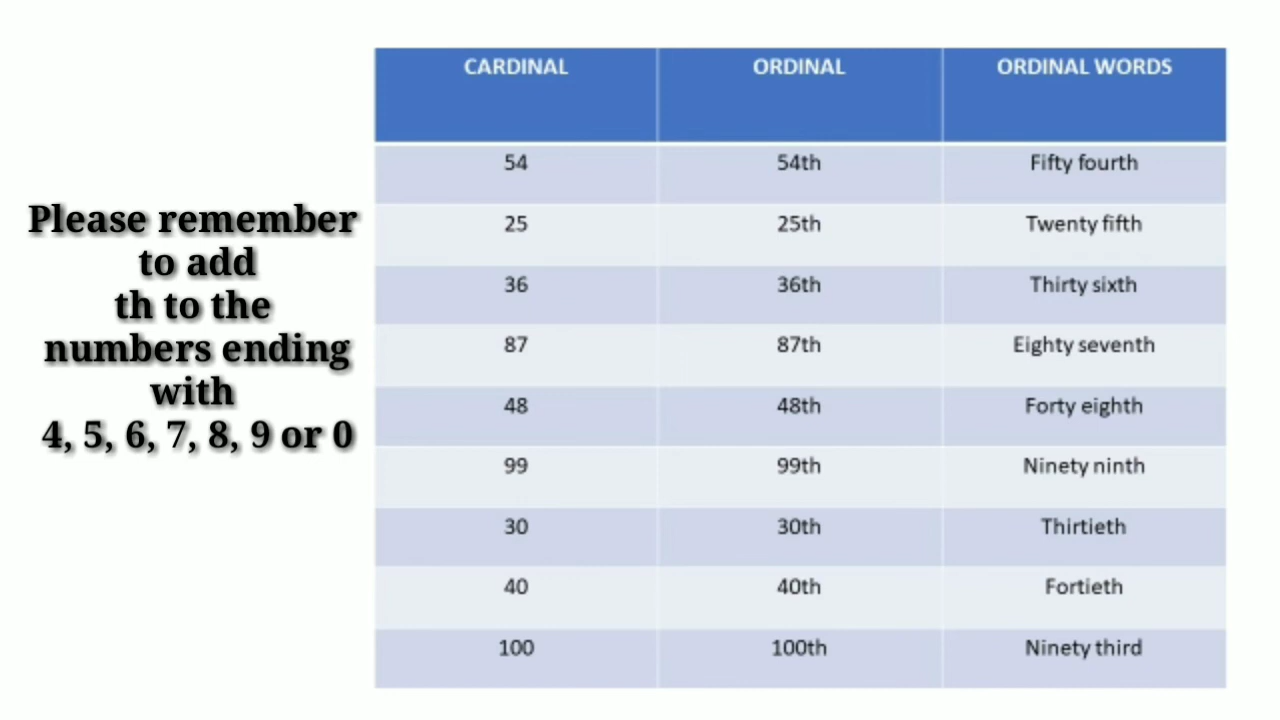 Please remember
to add
th to the
numbers ending
with
4, 5, 6, 7, 8, 9 or 0
CARDINAL ORDINAL ORDINAL WORDS
54 54th Fifty fourth
25 25th Twenty fifth
36 36th Thirty sixth
87 87th Eighty seventh
48 48th Forty eighth
99 99th Ninety ninth
30 30th Thirtieth
40 40th Fortieth
100 100th Ninety third